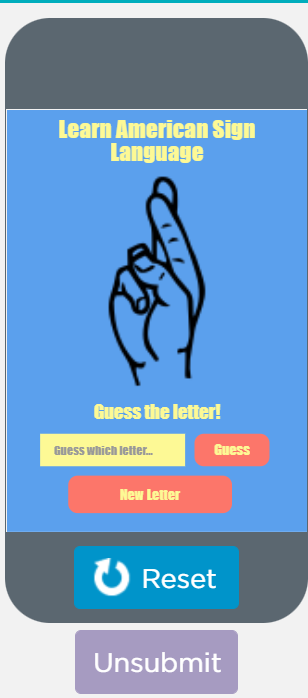 Learn American Sign
Language
Guess the letter!
Guess which letter...
Guess
New Letter
Reset
Unsubmit